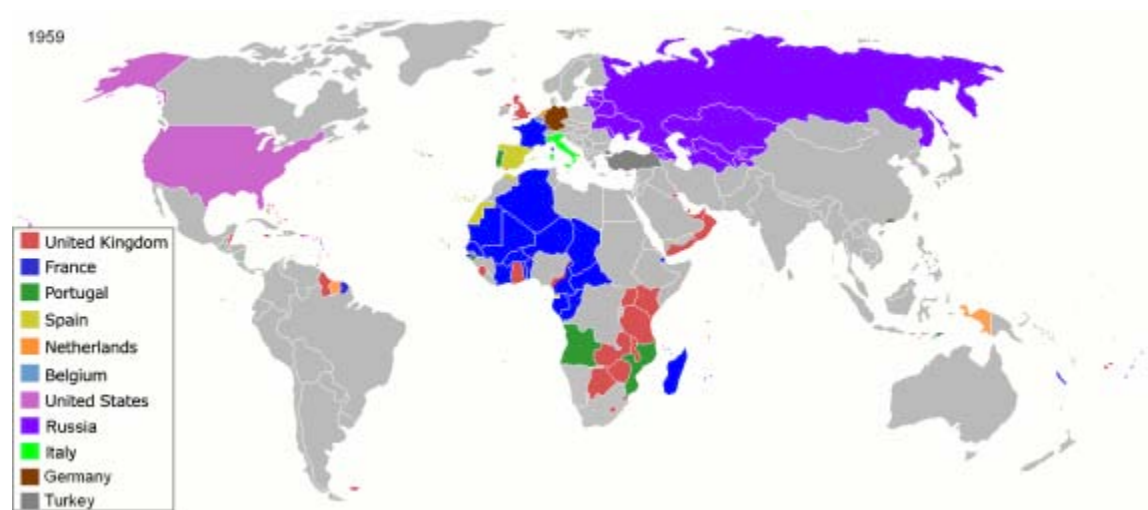 1959
United Kingdom
France
Portugal
Spain
Netherlands
Belgium
United States
Russia
Italy
Germany
Turkey